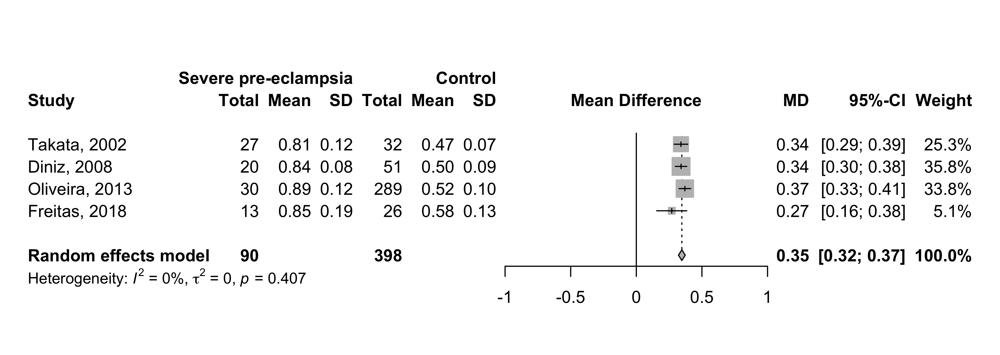 Severe pre-eclampsia Control
Study Total Mean SD Total Mean SD Mean Difference MD 95%-CI Weight
Takata, 2002 27 0.81 0.12 32 0.47 0.07 0.34 [0.29; 0.39] 25.3%
Diniz, 2008 20 0.84 0.08 51 0.50 0.09 0.34 [0.30; 0.38] 35.8%
Oliveira, 2013 30 0.89 0.12 289 0.52 0.10 0.37 [0.33; 0.41] 33.8%
Freitas, 2018 13 0.85 0.19 26 0.58 0.13 0.27 [0.16; 0.38] 5.1%
Random effects model 90 398 0.35 [0.32; 0.37] 100.0%
Heterogeneity: I² = 0%, τ² = 0, p = 0.407
-1 -0.5 0 0.5 1